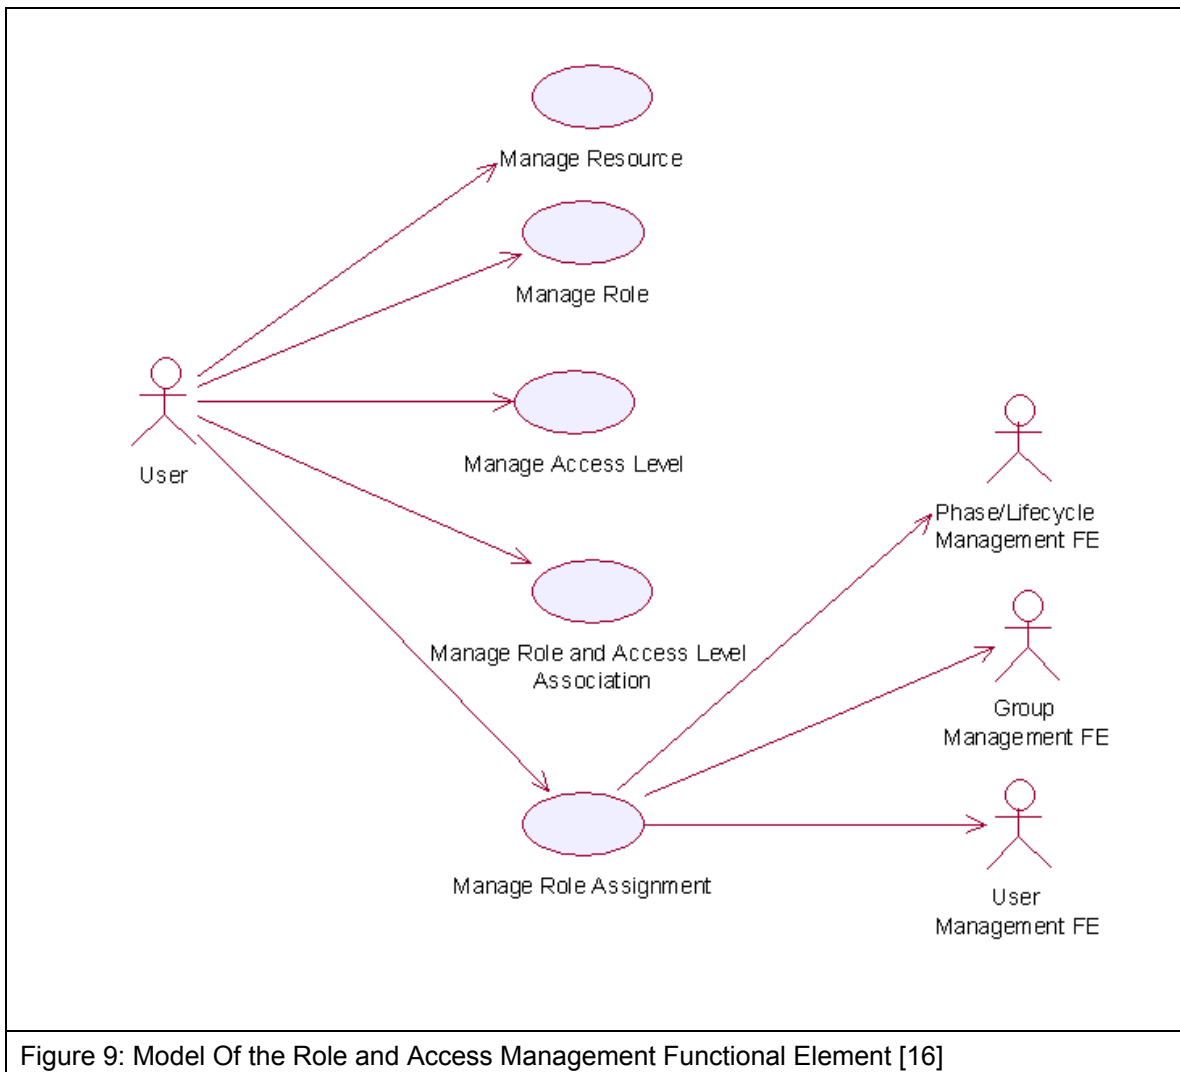 Manage Resource
Manage Role
User
Manage Access Level
Phase/Lifecycle
Management FE
Manage Role and Access Level
Association
Group
Management FE
Manage Role Assignment
User
Management FE
Figure 9: Model Of the Role and Access Management Functional Element [16]